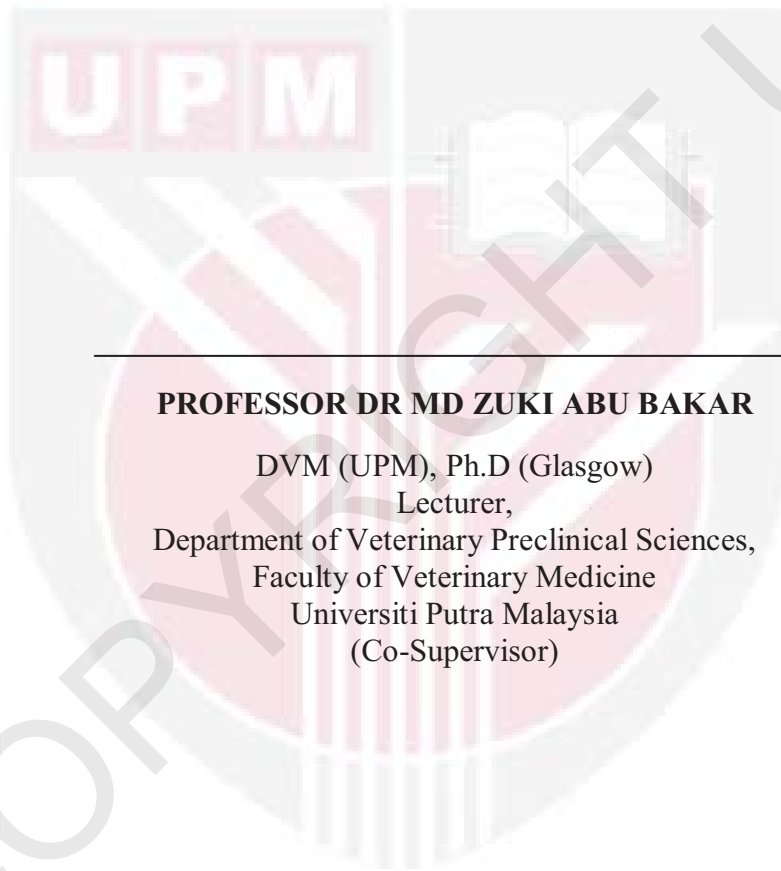 UPM
PROFESSOR DR MD ZUKI ABU BAKAR
DVM (UPM), Ph.D (Glasgow)
Lecturer,
Department of Veterinary Preclinical Sciences,
Faculty of Veterinary Medicine
Universiti Putra Malaysia
(Co-Supervisor)
OPYRIGHT U